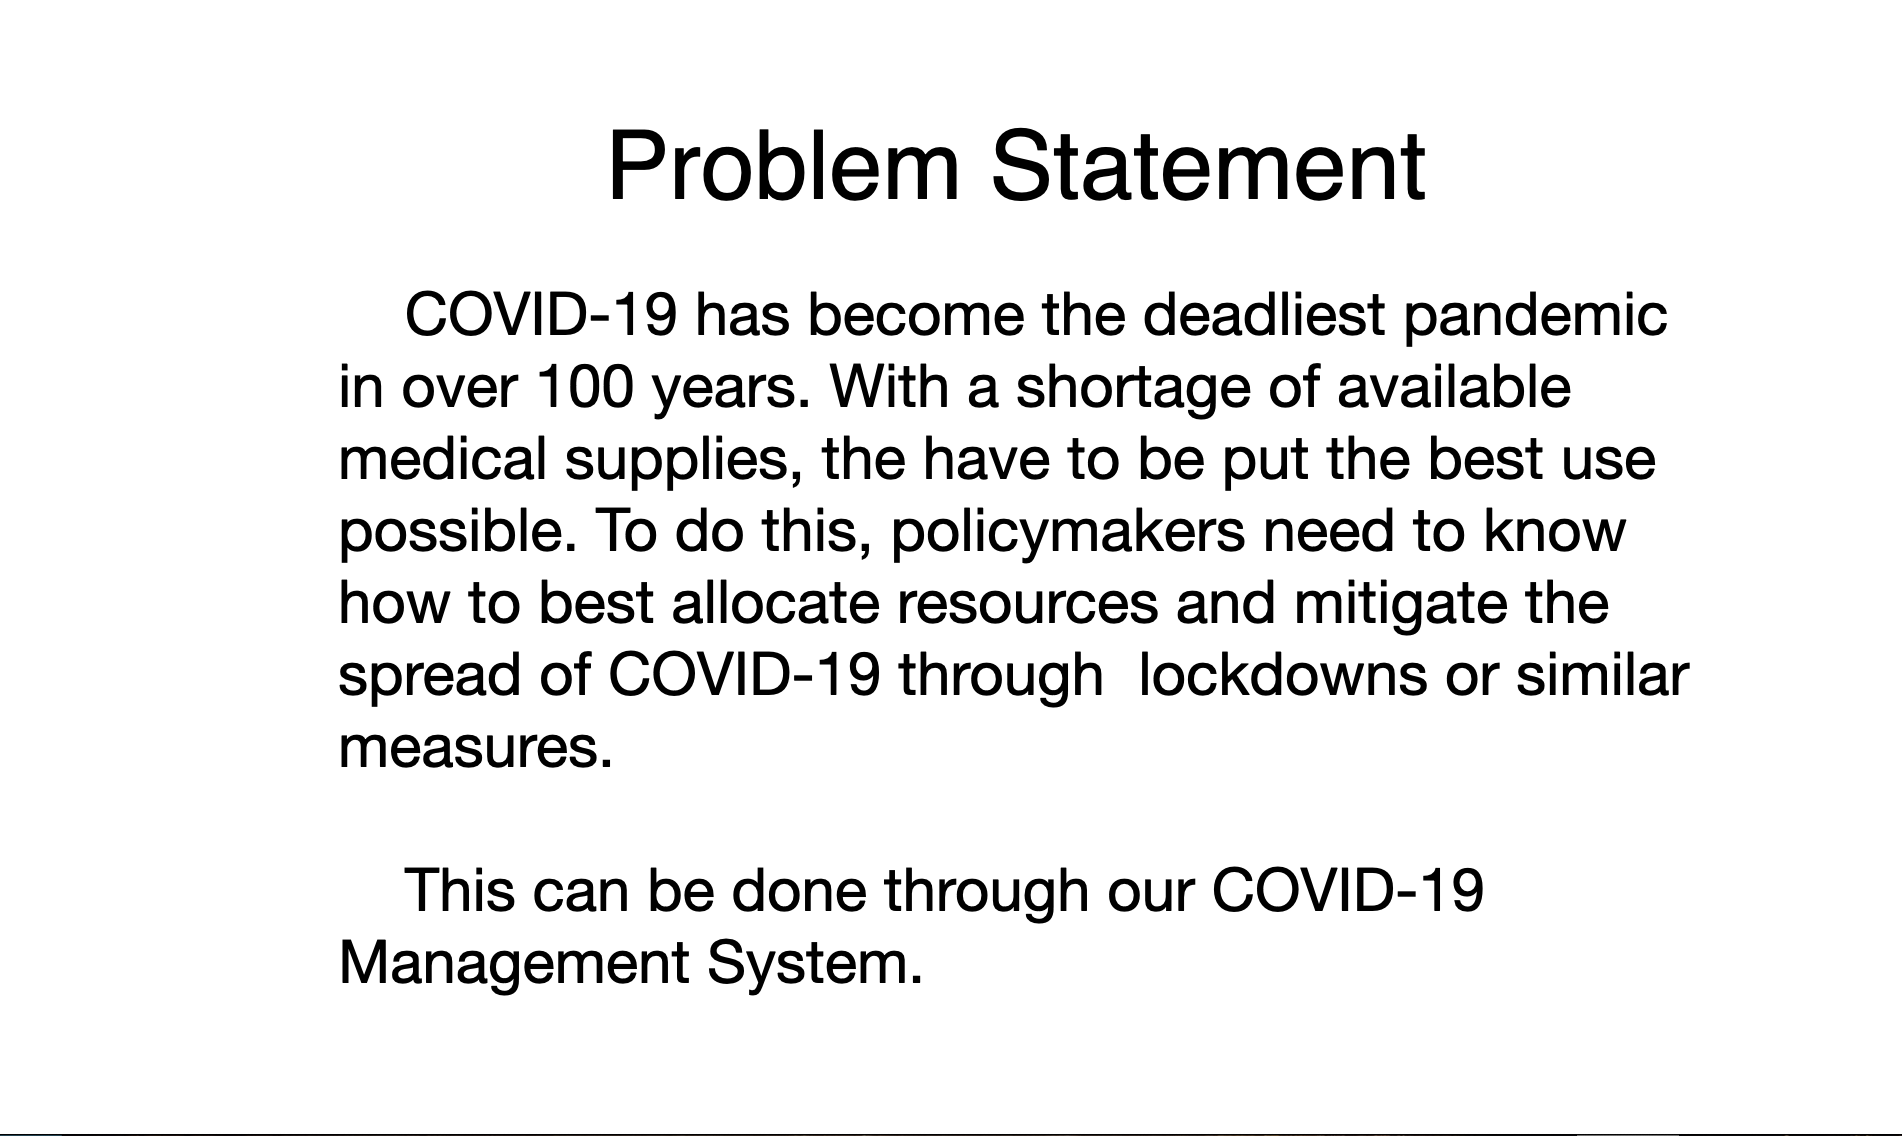 Problem Statement
COVID-19 has become the deadliest pandemic
in over 100 years. With a shortage of available
medical supplies, the have to be put the best use
possible. To do this, policymakers need to know
how to best allocate resources and mitigate the
spread of COVID-19 through  lockdowns or similar
measures.
This can be done through our COVID-19
Management System.